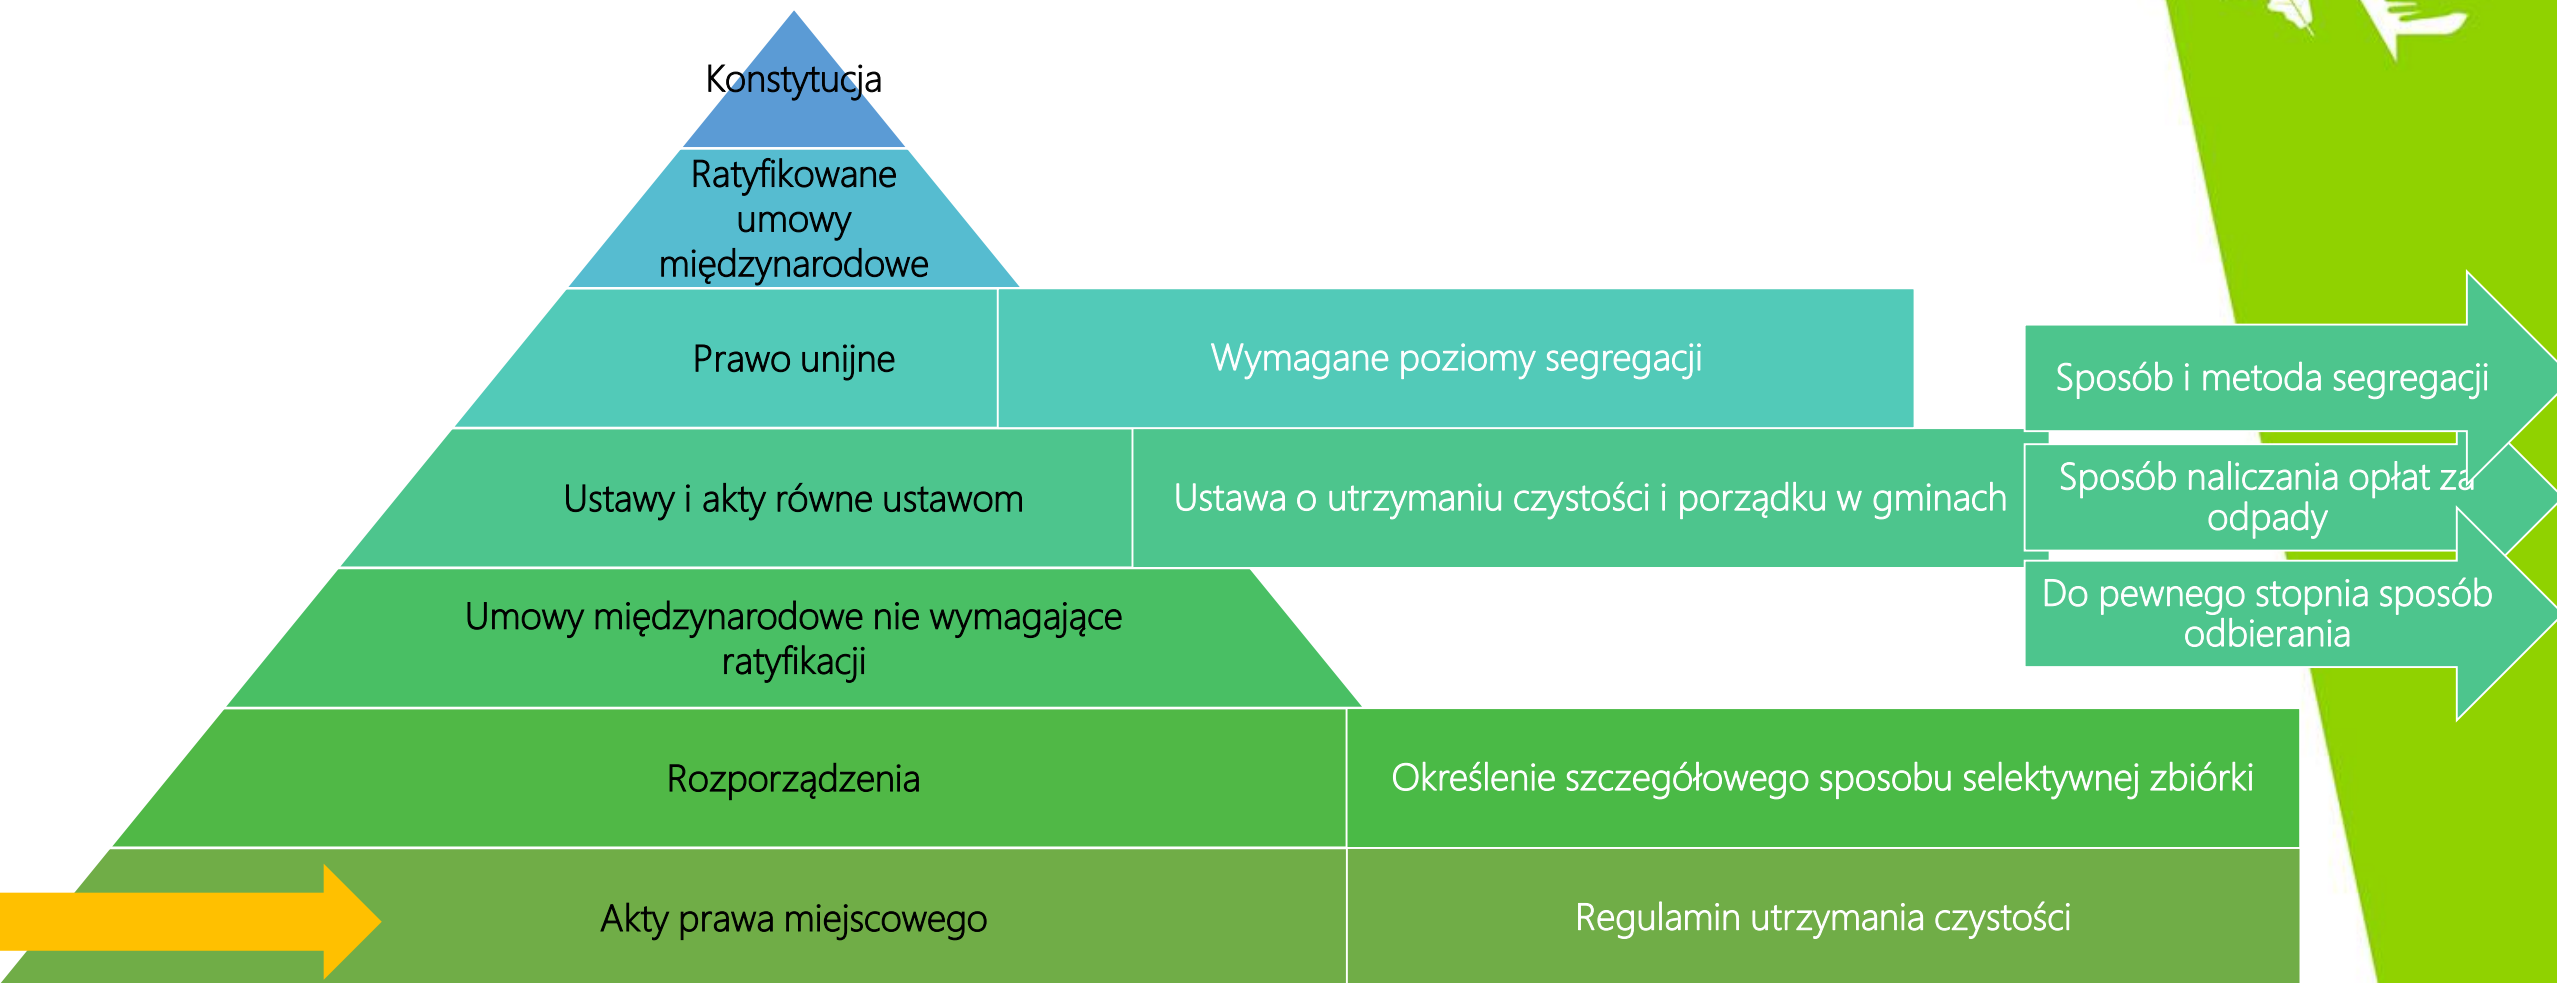 Konstytucja
Ratyfikowane
umowy
międzynarodowe
Prawo unijne
Wymagane poziomy segregacji
Ustawy i akty równe ustawom
Ustawa o utrzymaniu czystości i porządku w gminach
Sposób i metoda segregacji
Sposób naliczania opłat za
odpady
Do pewnego stopnia sposób
odbierania
Umowy międzynarodowe nie wymagające
ratyfikacji
Rozporządzenia
Określenie szczegółowego sposobu selektywnej zbiórki
Akty prawa miejscowego
Regulamin utrzymania czystości